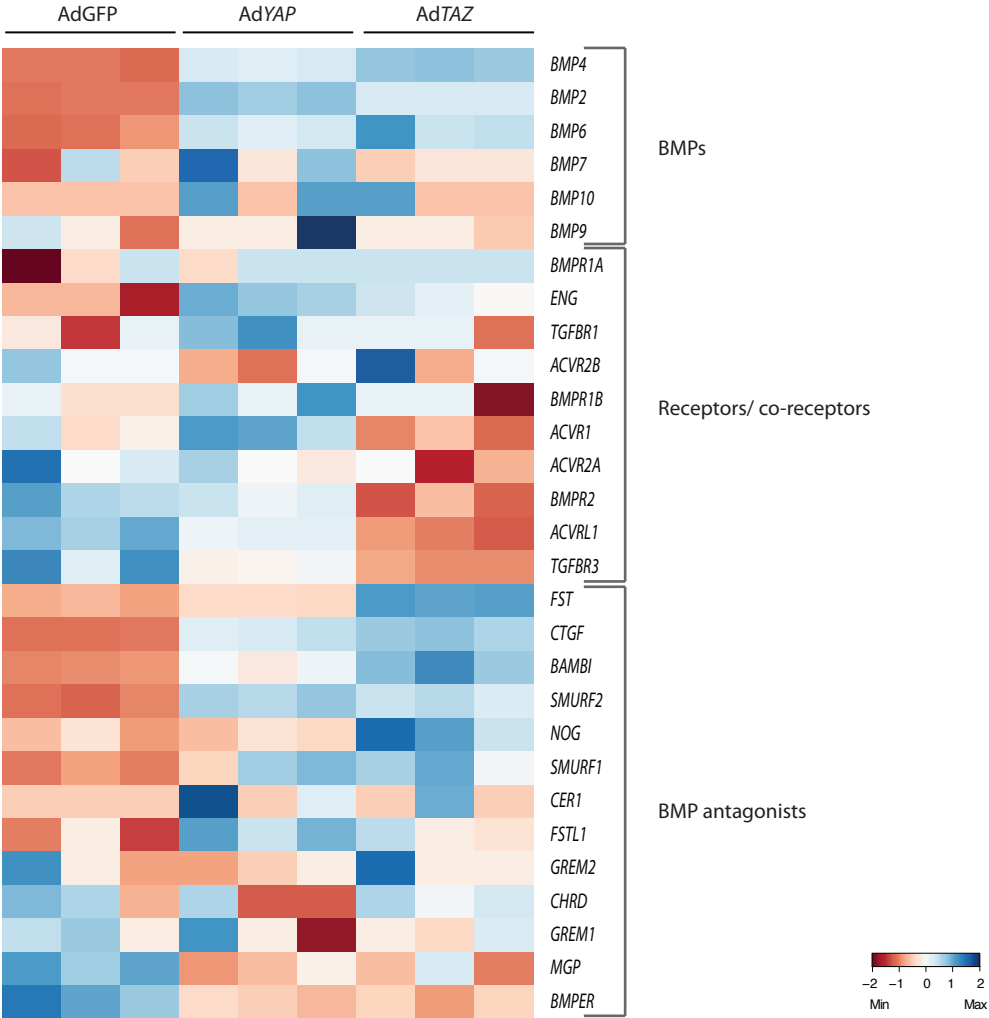 AdGFP AdYAP AdTAZ
BMP4
BMP2
BMP6
BMPs
BMP7
BMP10
BMP9
BMPR1A
ENG
TGFBR1
ACVR2B
BMPR1B
Receptors/ co-receptors
ACVR1
ACVR2A
BMPR2
ACVRL1
TGFBR3
FST
CTGF
BAMBI
SMURF2
NOG
SMURF1
CER1
BMP antagonists
FSTL1
GREM2
CHRD
GREM1
MGP
BMPER
−2 −1 0 1 2
Min Max